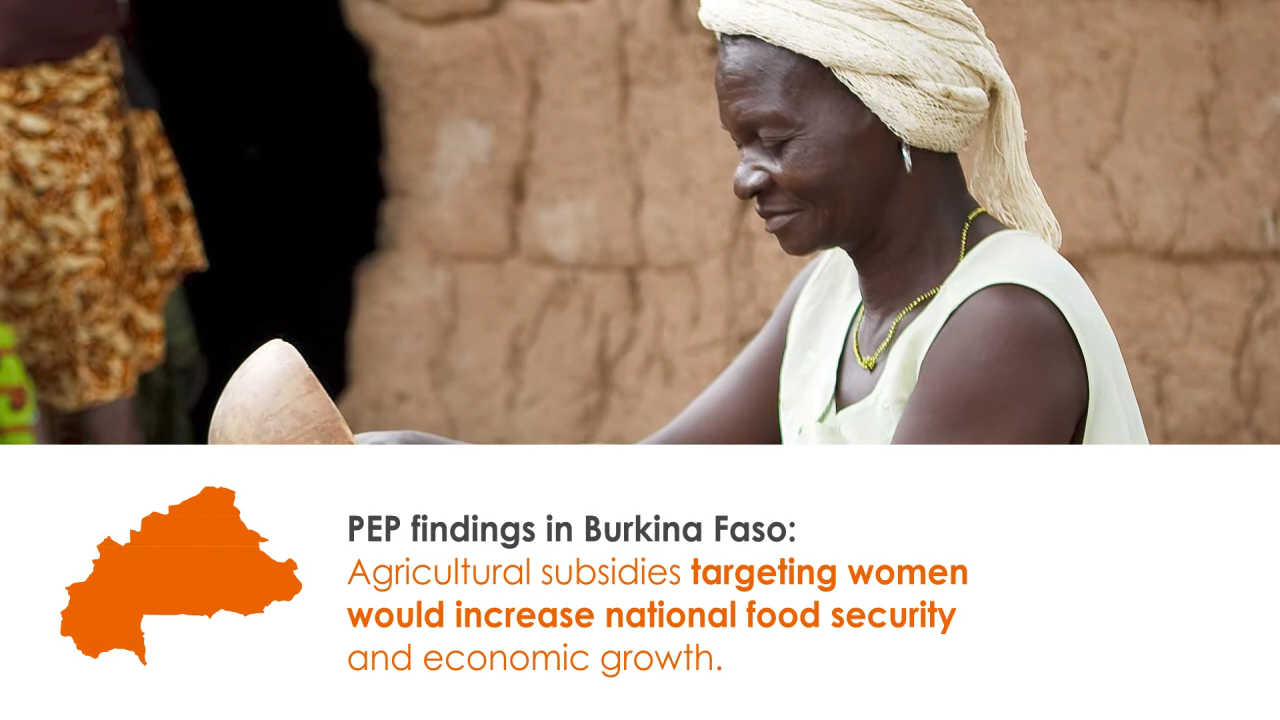 PEP findings in Burkina Faso:
Agricultural subsidies targeting women
would increase national food security
and economic growth.